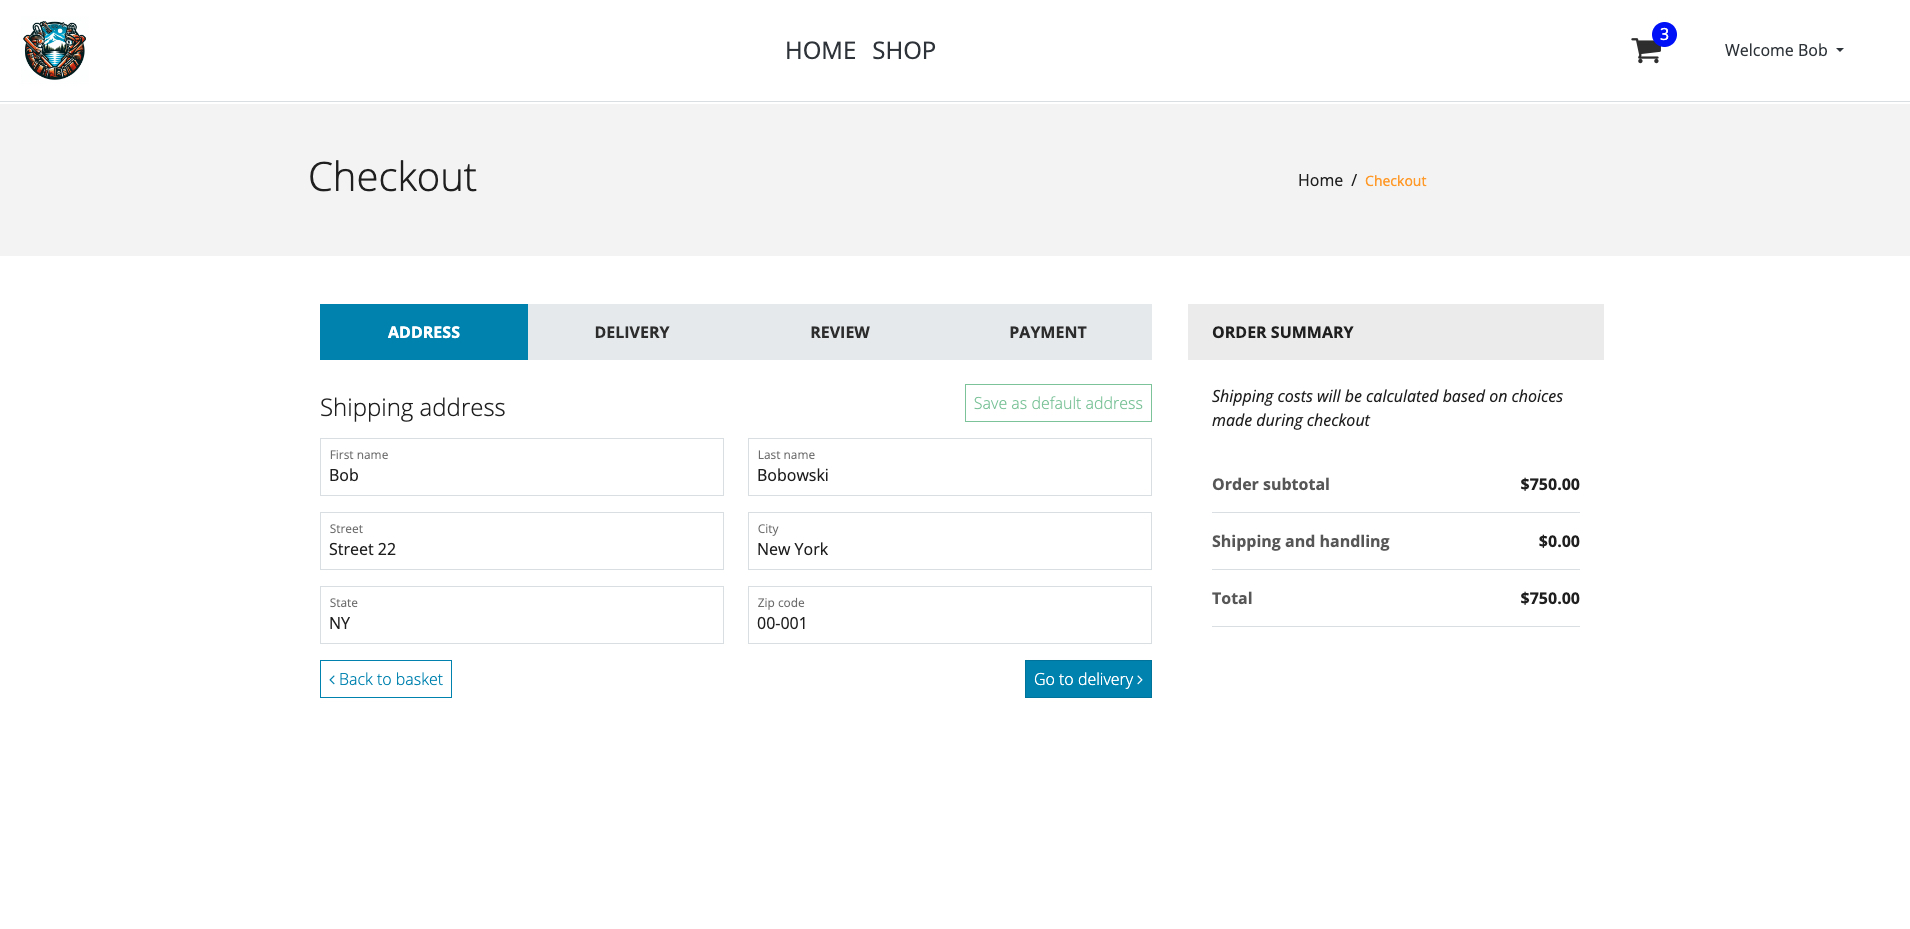 HOME SHOP
3
Welcome Bob
Checkout
Home / Checkout
ADDRESS DELIVERY REVIEW PAYMENT
Shipping address
Save as default address
First name
Bob
Last name
Bobowski
Street
Street 22
City
New York
State
NY
Zip code
00-001
‹ Back to basket
Go to delivery ›
ORDER SUMMARY
Shipping costs will be calculated based on choices
made during checkout
Order subtotal $750.00
Shipping and handling $0.00
Total $750.00